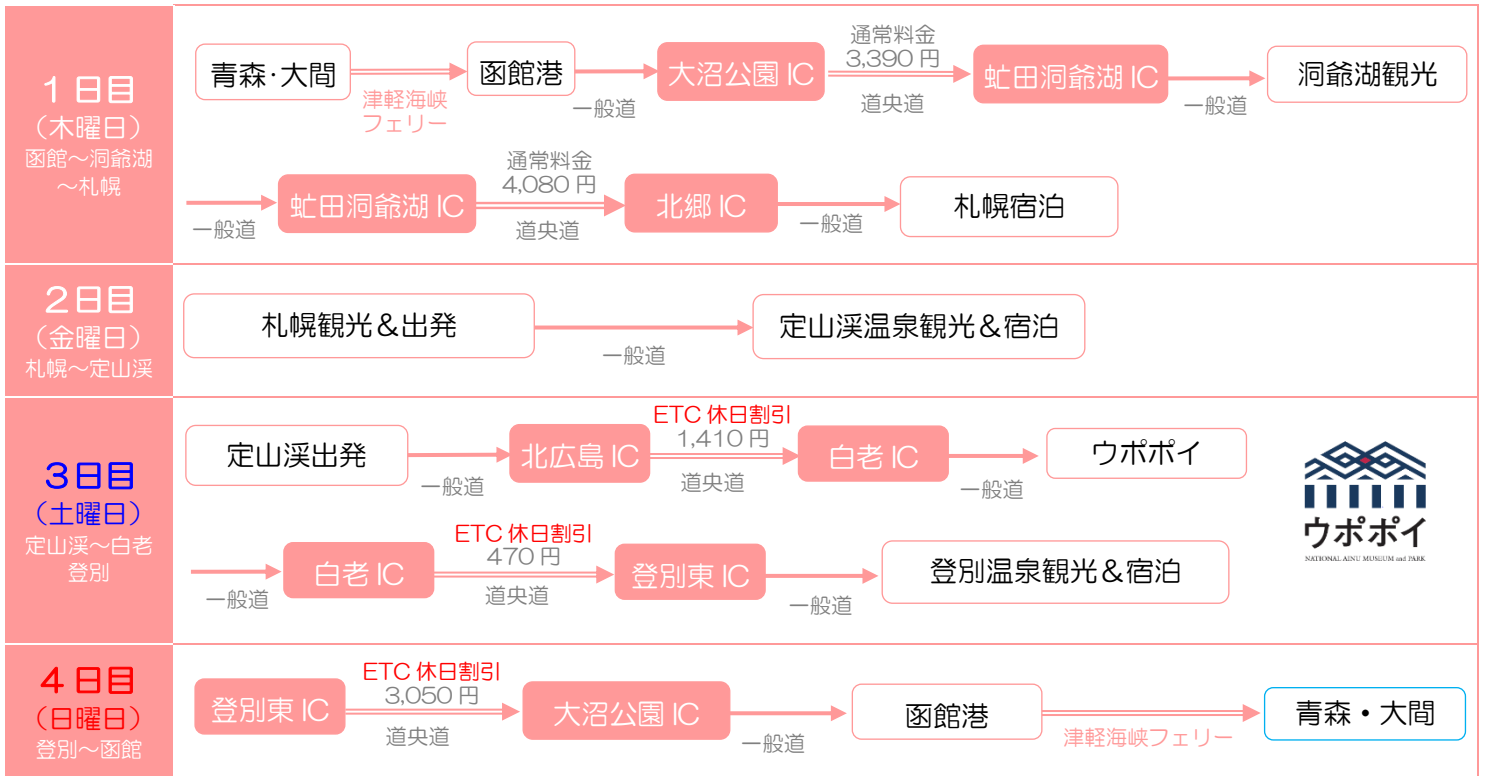 1日目
(木曜日)
函館～洞爺湖
～札幌
青森・大間
津軽海峡
フェリー
函館港
一般道
大沼公園 IC
通常料金
3,390 円
道央道
虻田洞爺湖 IC
一般道
洞爺湖観光
一般道
虻田洞爺湖 IC
通常料金
4,080 円
道央道
北郷 IC
一般道
札幌宿泊
2日目
(金曜日)
札幌～定山渓
札幌観光&出発
一般道
定山渓温泉観光&宿泊
3日目
(土曜日)
定山渓～白老
登別
定山渓出発
一般道
北広島 IC
ETC 休日割引
1,410 円
道央道
白老 IC
一般道
ウポポイ
一般道
白老 IC
ETC 休日割引
470 円
道央道
登別東 IC
一般道
登別温泉観光&宿泊
ウポポイ
NATIONAL AINU MUSEUM and PARK
4日目
(日曜日)
登別～函館
登別東 IC
ETC 休日割引
3,050 円
道央道
大沼公園 IC
一般道
函館港
津軽海峡フェリー
青森・大間